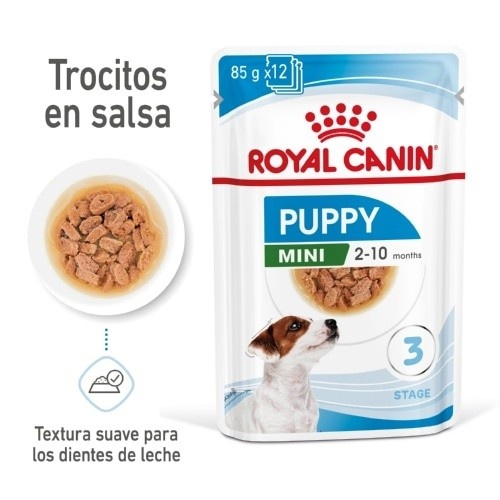 Trocitos
en salsa
Textura suave para
los dientes de leche
85 g x12
ROYAL CANIN
PUPPY
MINI 2-10 months
3
STAGE